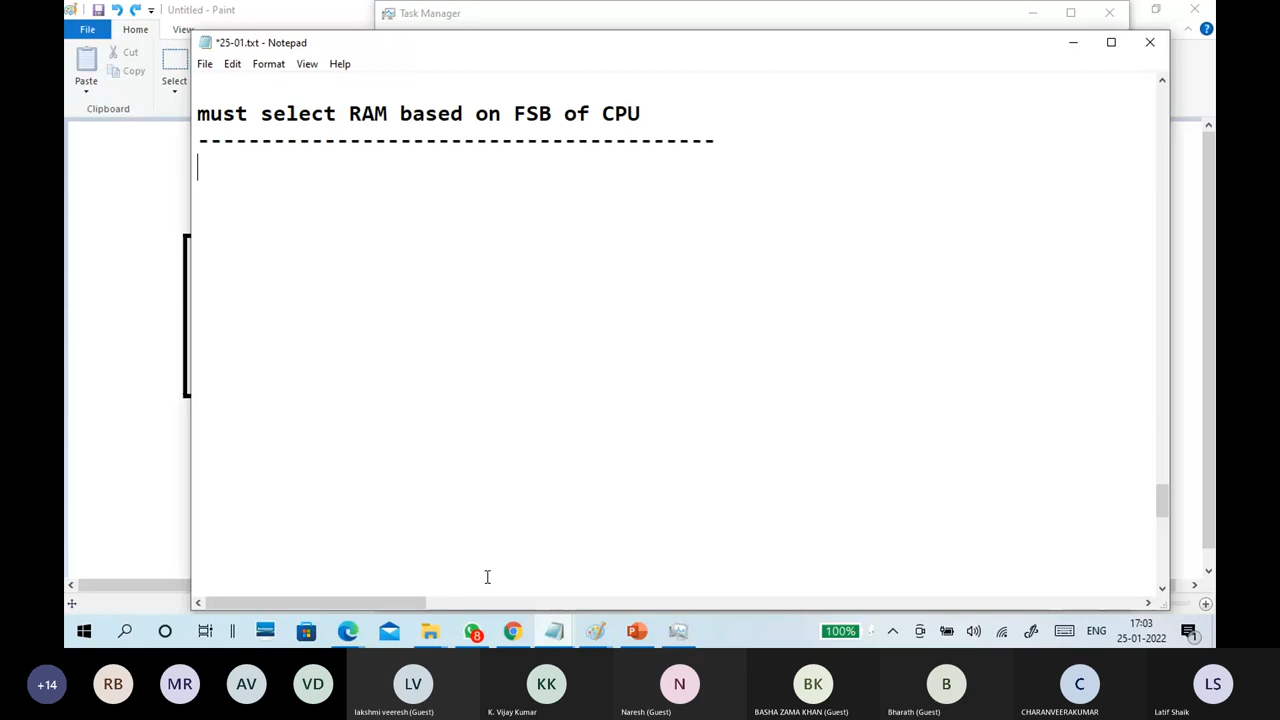 Untitled - Paint
Task Manager
File Home View
Paste
Cut
Copy
Select
Clipboard
*25-01.txt - Notepad
File Edit Format View Help
must select RAM based on FSB of CPU
-----------------------------------------
8
100%
ENG
17:03
25-01-2022
1
+14
RB
MR
AV
VD
LV
lakshmi veeresh (Guest)
KK
K. Vijay Kumar
N
Naresh (Guest)
BK
BASHA ZAMA KHAN (Guest)
B
Bharath (Guest)
C
CHARANVEERAKUMAR
LS
Latif Shaik